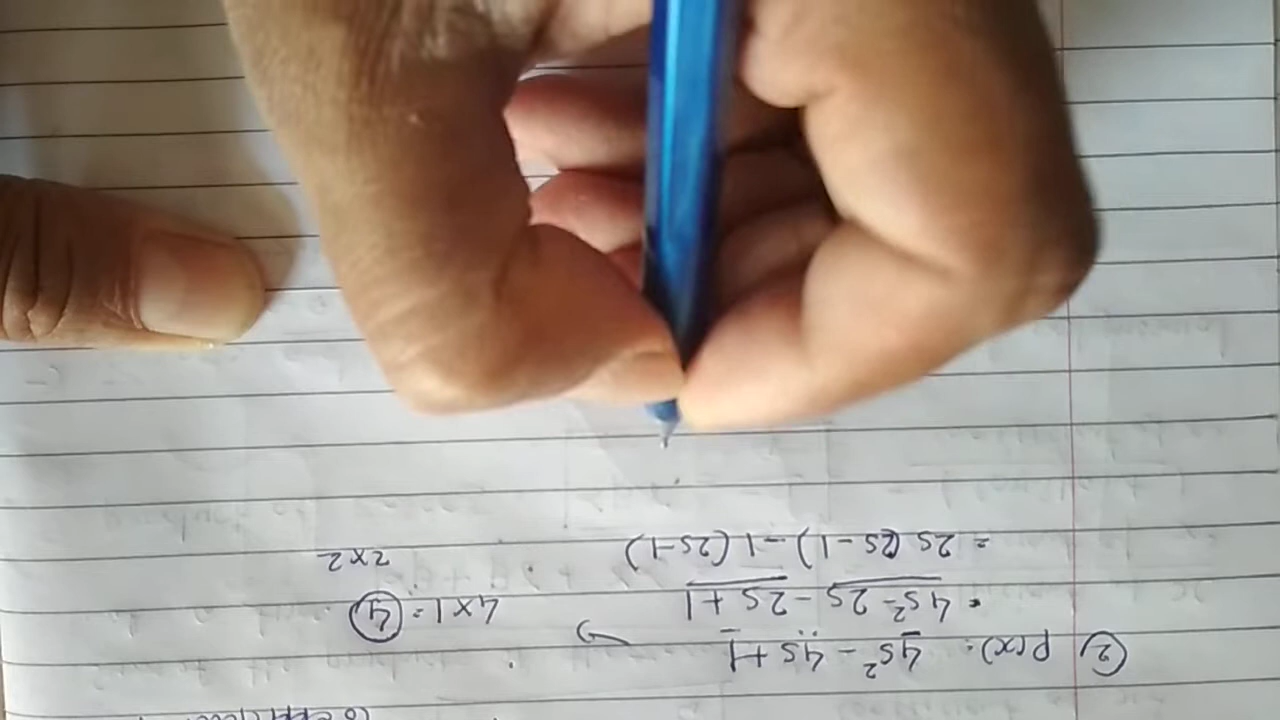 ② P(x): 4s² - 4s + 1
= 4s² - 2s - 2s + 1 4 x 1 = ④
= 2s (2s - 1) - 1 (2s - 1) 2 x 2